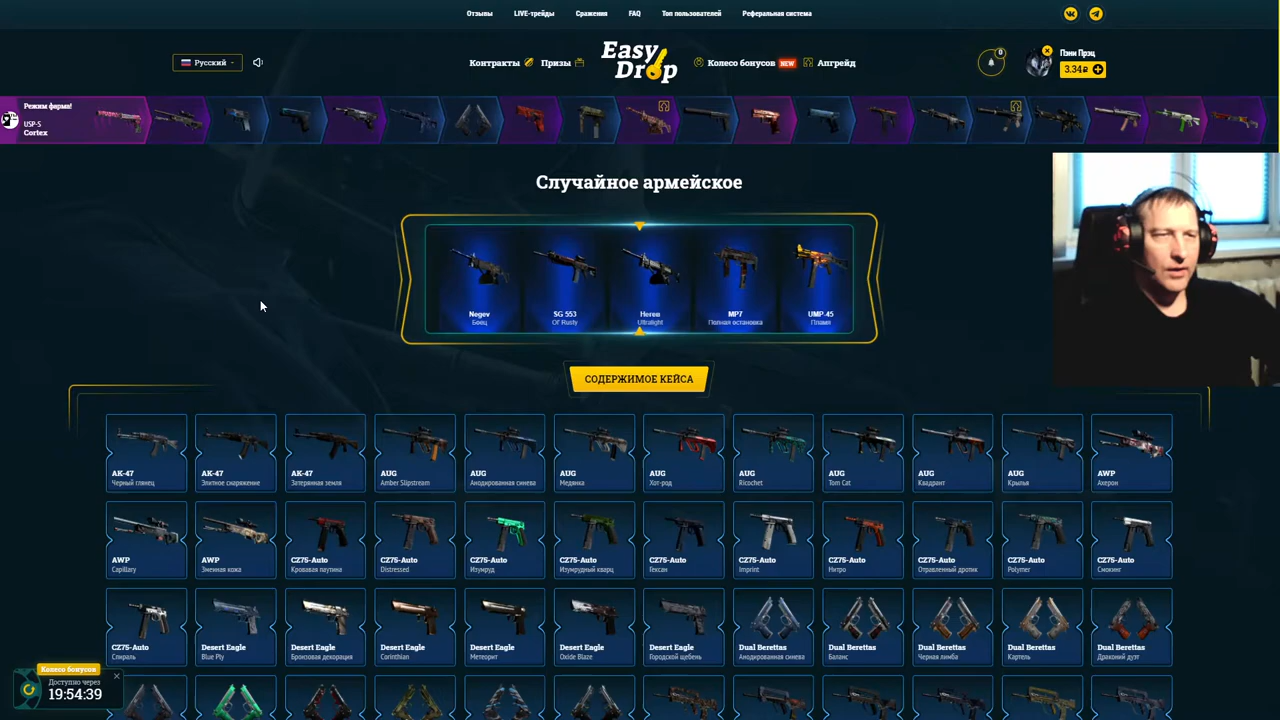 Отзывы
LIVE-трейды
Сражения
FAQ
Топ пользователей
Реферальная система
Русский
Контракты
Призы
Easy
Drop
Колесо бонусов
NEW
Апгрейд
0
Пэни Прэц
3.34₽
Режим фарма!
USP-S
Cortex
Случайное армейское
Negev
Боец
SG 553
Ol' Rusty
Негев
Ultralight
MP7
Полная остановка
UMP-45
Пламя
СОДЕРЖИМОЕ КЕЙСА
AK-47
Черный глянец
AK-47
Элитное снаряжение
AK-47
Затерянная земля
AUG
Amber Slipstream
AUG
Анодированная синева
AUG
Медянка
AUG
Хот-род
AUG
Ricochet
AUG
Tom Cat
AUG
Квадрант
AUG
Крылья
AWP
Ахерон
AWP
Capillary
AWP
Змеиная кожа
CZ75-Auto
Кровавая паутина
CZ75-Auto
Distressed
CZ75-Auto
Изумруд
CZ75-Auto
Изумрудный кварц
CZ75-Auto
Гексан
CZ75-Auto
Imprint
CZ75-Auto
Нитро
CZ75-Auto
Отравленный дротик
CZ75-Auto
Polymer
CZ75-Auto
Смокинг
CZ75-Auto
Спираль
Desert Eagle
Blue Ply
Desert Eagle
Бронзовая декорация
Desert Eagle
Corinthian
Desert Eagle
Метеорит
Desert Eagle
Oxide Blaze
Desert Eagle
Городской щебень
Dual Berettas
Анодированная синева
Dual Berettas
Баланс
Dual Berettas
Черная лимба
Dual Berettas
Картель
Dual Berettas
Драконий дуэт
Колесо бонусов
Доступно через
19:54:39